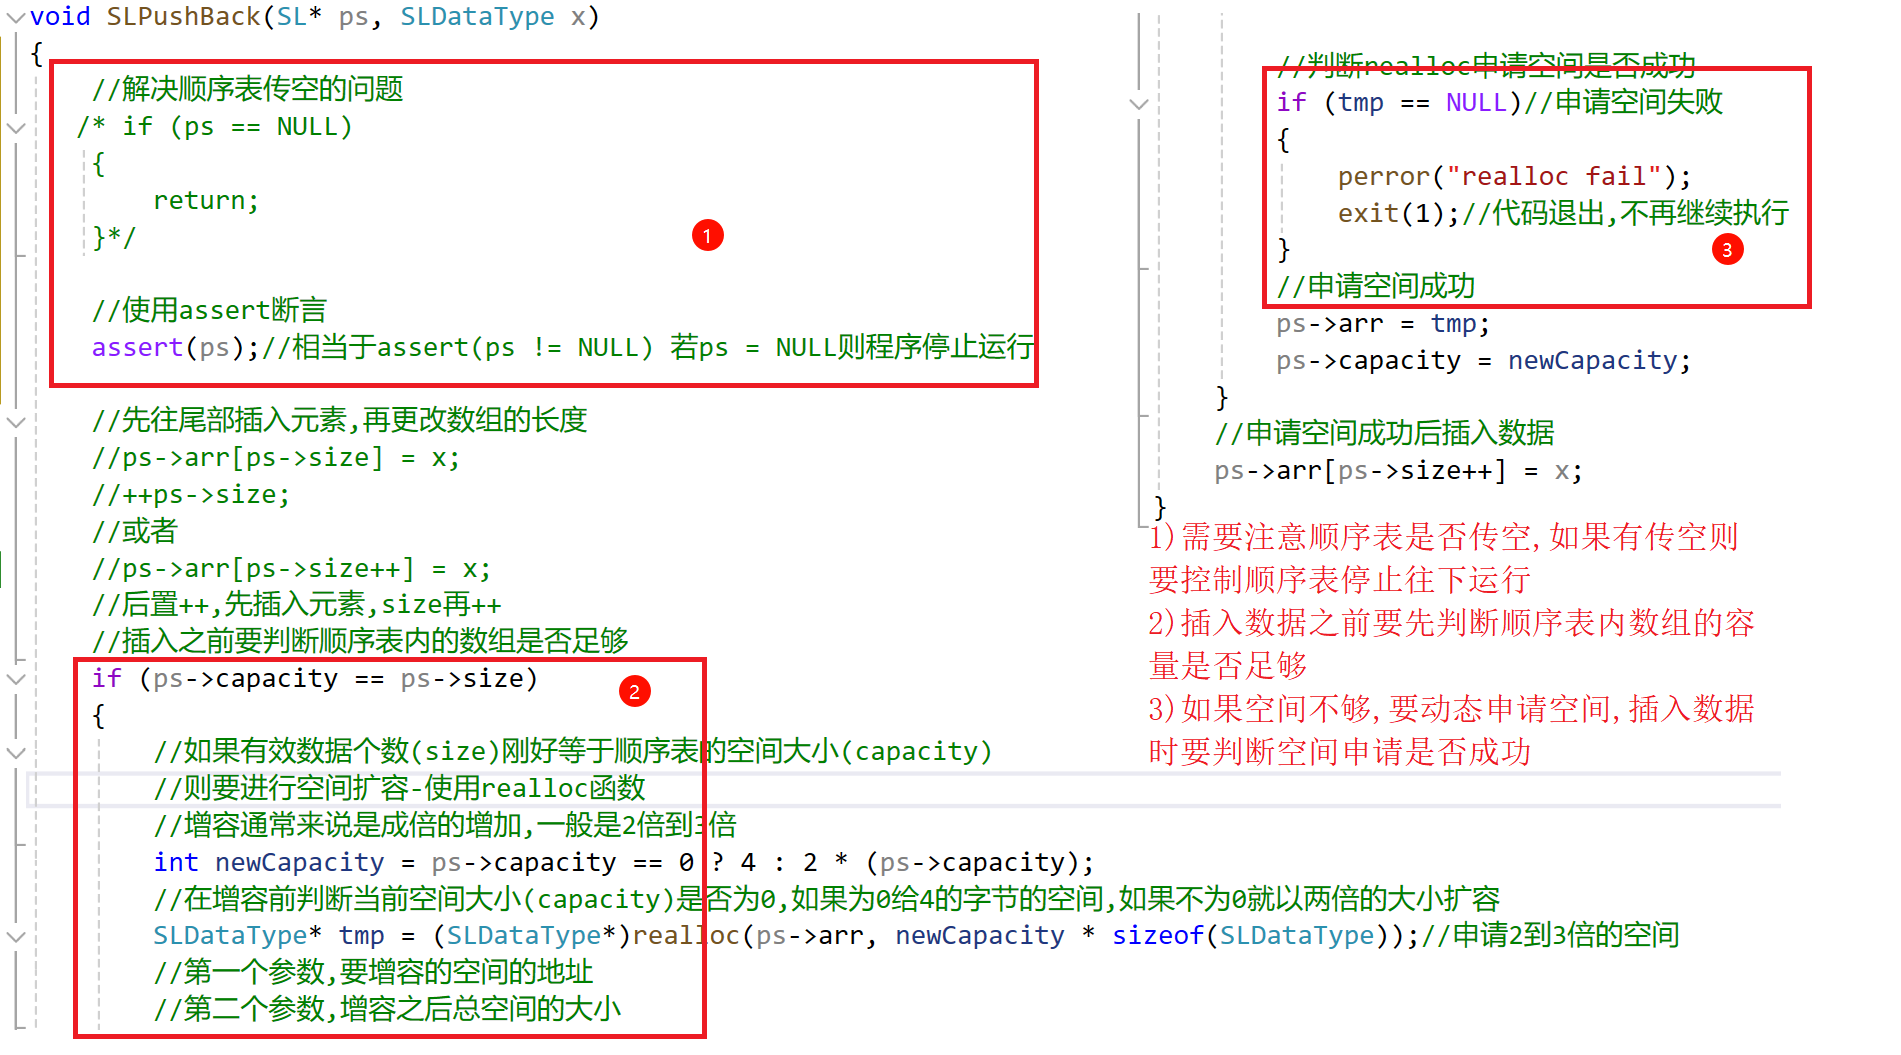 void SLPushBack(SL* ps, SLDataType x)
{
//解决顺序表传空的问题
/* if (ps == NULL)
{
return;
}*/
1
//使用assert断言
assert(ps);//相当于assert(ps != NULL) 若ps = NULL则程序停止运行
//先往尾部插入元素,再更改数组的长度
//ps->arr[ps->size] = x;
//++ps->size;
//或者
//ps->arr[ps->size++] = x;
//后置++,先插入元素,size再++
//插入之前要判断顺序表内的数组是否足够
if (ps->capacity == ps->size)
2
{
//如果有效数据个数(size)刚好等于顺序表的空间大小(capacity)
//则要进行空间扩容-使用realloc函数
//增容通常来说是成倍的增加,一般是2倍到3倍
int newCapacity = ps->capacity == 0 ? 4 : 2 * (ps->capacity);
//在增容前判断当前空间大小(capacity)是否为0,如果为0给4的字节的空间,如果不为0就以两倍的大小扩容
SLDataType* tmp = (SLDataType*)realloc(ps->arr, newCapacity * sizeof(SLDataType));//申请2到3倍的空间
//第一个参数,要增容的空间的地址
//第二个参数,增容之后总空间的大小
//判断realloc申请空间是否成功
if (tmp == NULL)//申请空间失败
{
perror("realloc fail");
exit(1);//代码退出,不再继续执行
}
3
//申请空间成功
ps->arr = tmp;
ps->capacity = newCapacity;
}
//申请空间成功后插入数据
ps->arr[ps->size++] = x;
}
1)需要注意顺序表是否传空,如果有传空则
要控制顺序表停止往下运行
2)插入数据之前要先判断顺序表内数组的容
量是否足够
3)如果空间不够,要动态申请空间,插入数据
时要判断空间申请是否成功